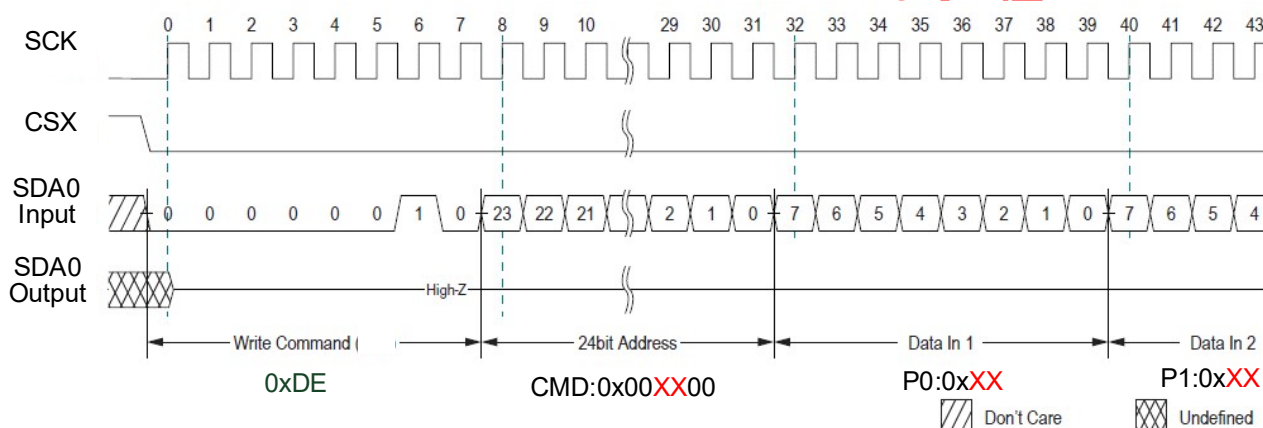 0 1 2 3 4 5 6 7 8 9 10 29 30 31 32 33 34 35 36 37 38 39 40 41 42 43
SCK
CSX
SDA0
Input
0 0 0 0 0 0 1 0 23 22 21 2 1 0 7 6 5 4 3 2 1 0 7 6 5 4
SDA0
Output
High-Z
Write Command ( ) 24bit Address Data In 1 Data In 2
0xDE CMD:0x00XX00 P0:0xXX P1:0xXX
Don't Care Undefined